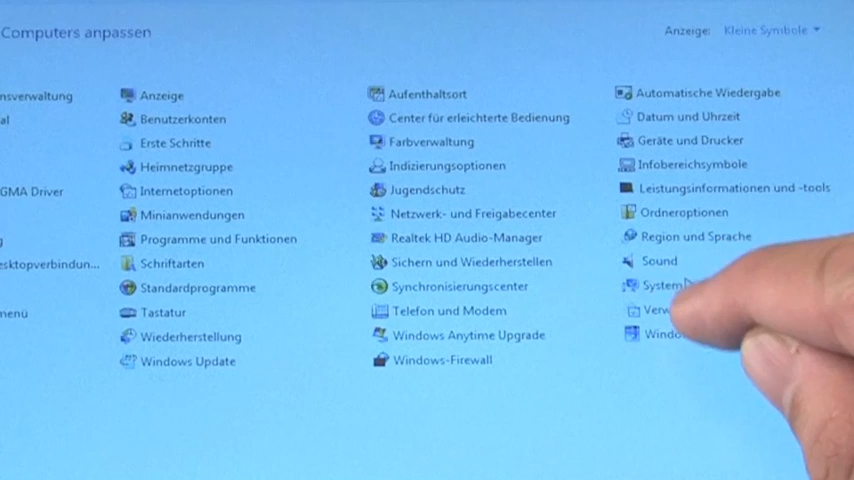 Computers anpassen
Anzeige: Kleine Symbole
nsverwaltung
Anzeige
Aufenthaltsort
Automatische Wiedergabe
al
Benutzerkonten
Center für erleichterte Bedienung
Datum und Uhrzeit
Erste Schritte
Farbverwaltung
Geräte und Drucker
Heimnetzgruppe
Indizierungsoptionen
Infobereichsymbole
GMA Driver
Internetoptionen
Jugendschutz
Leistungsinformationen und -tools
Minianwendungen
Netzwerk- und Freigabecenter
Ordneroptionen
g
Programme und Funktionen
Realtek HD Audio-Manager
Region und Sprache
esktopverbindun...
Schriftarten
Sichern und Wiederherstellen
Sound
Standardprogramme
Synchronisierungscenter
System
menü
Tastatur
Telefon und Modem
Verw
Wiederherstellung
Windows Anytime Upgrade
Windo
Windows Update
Windows-Firewall